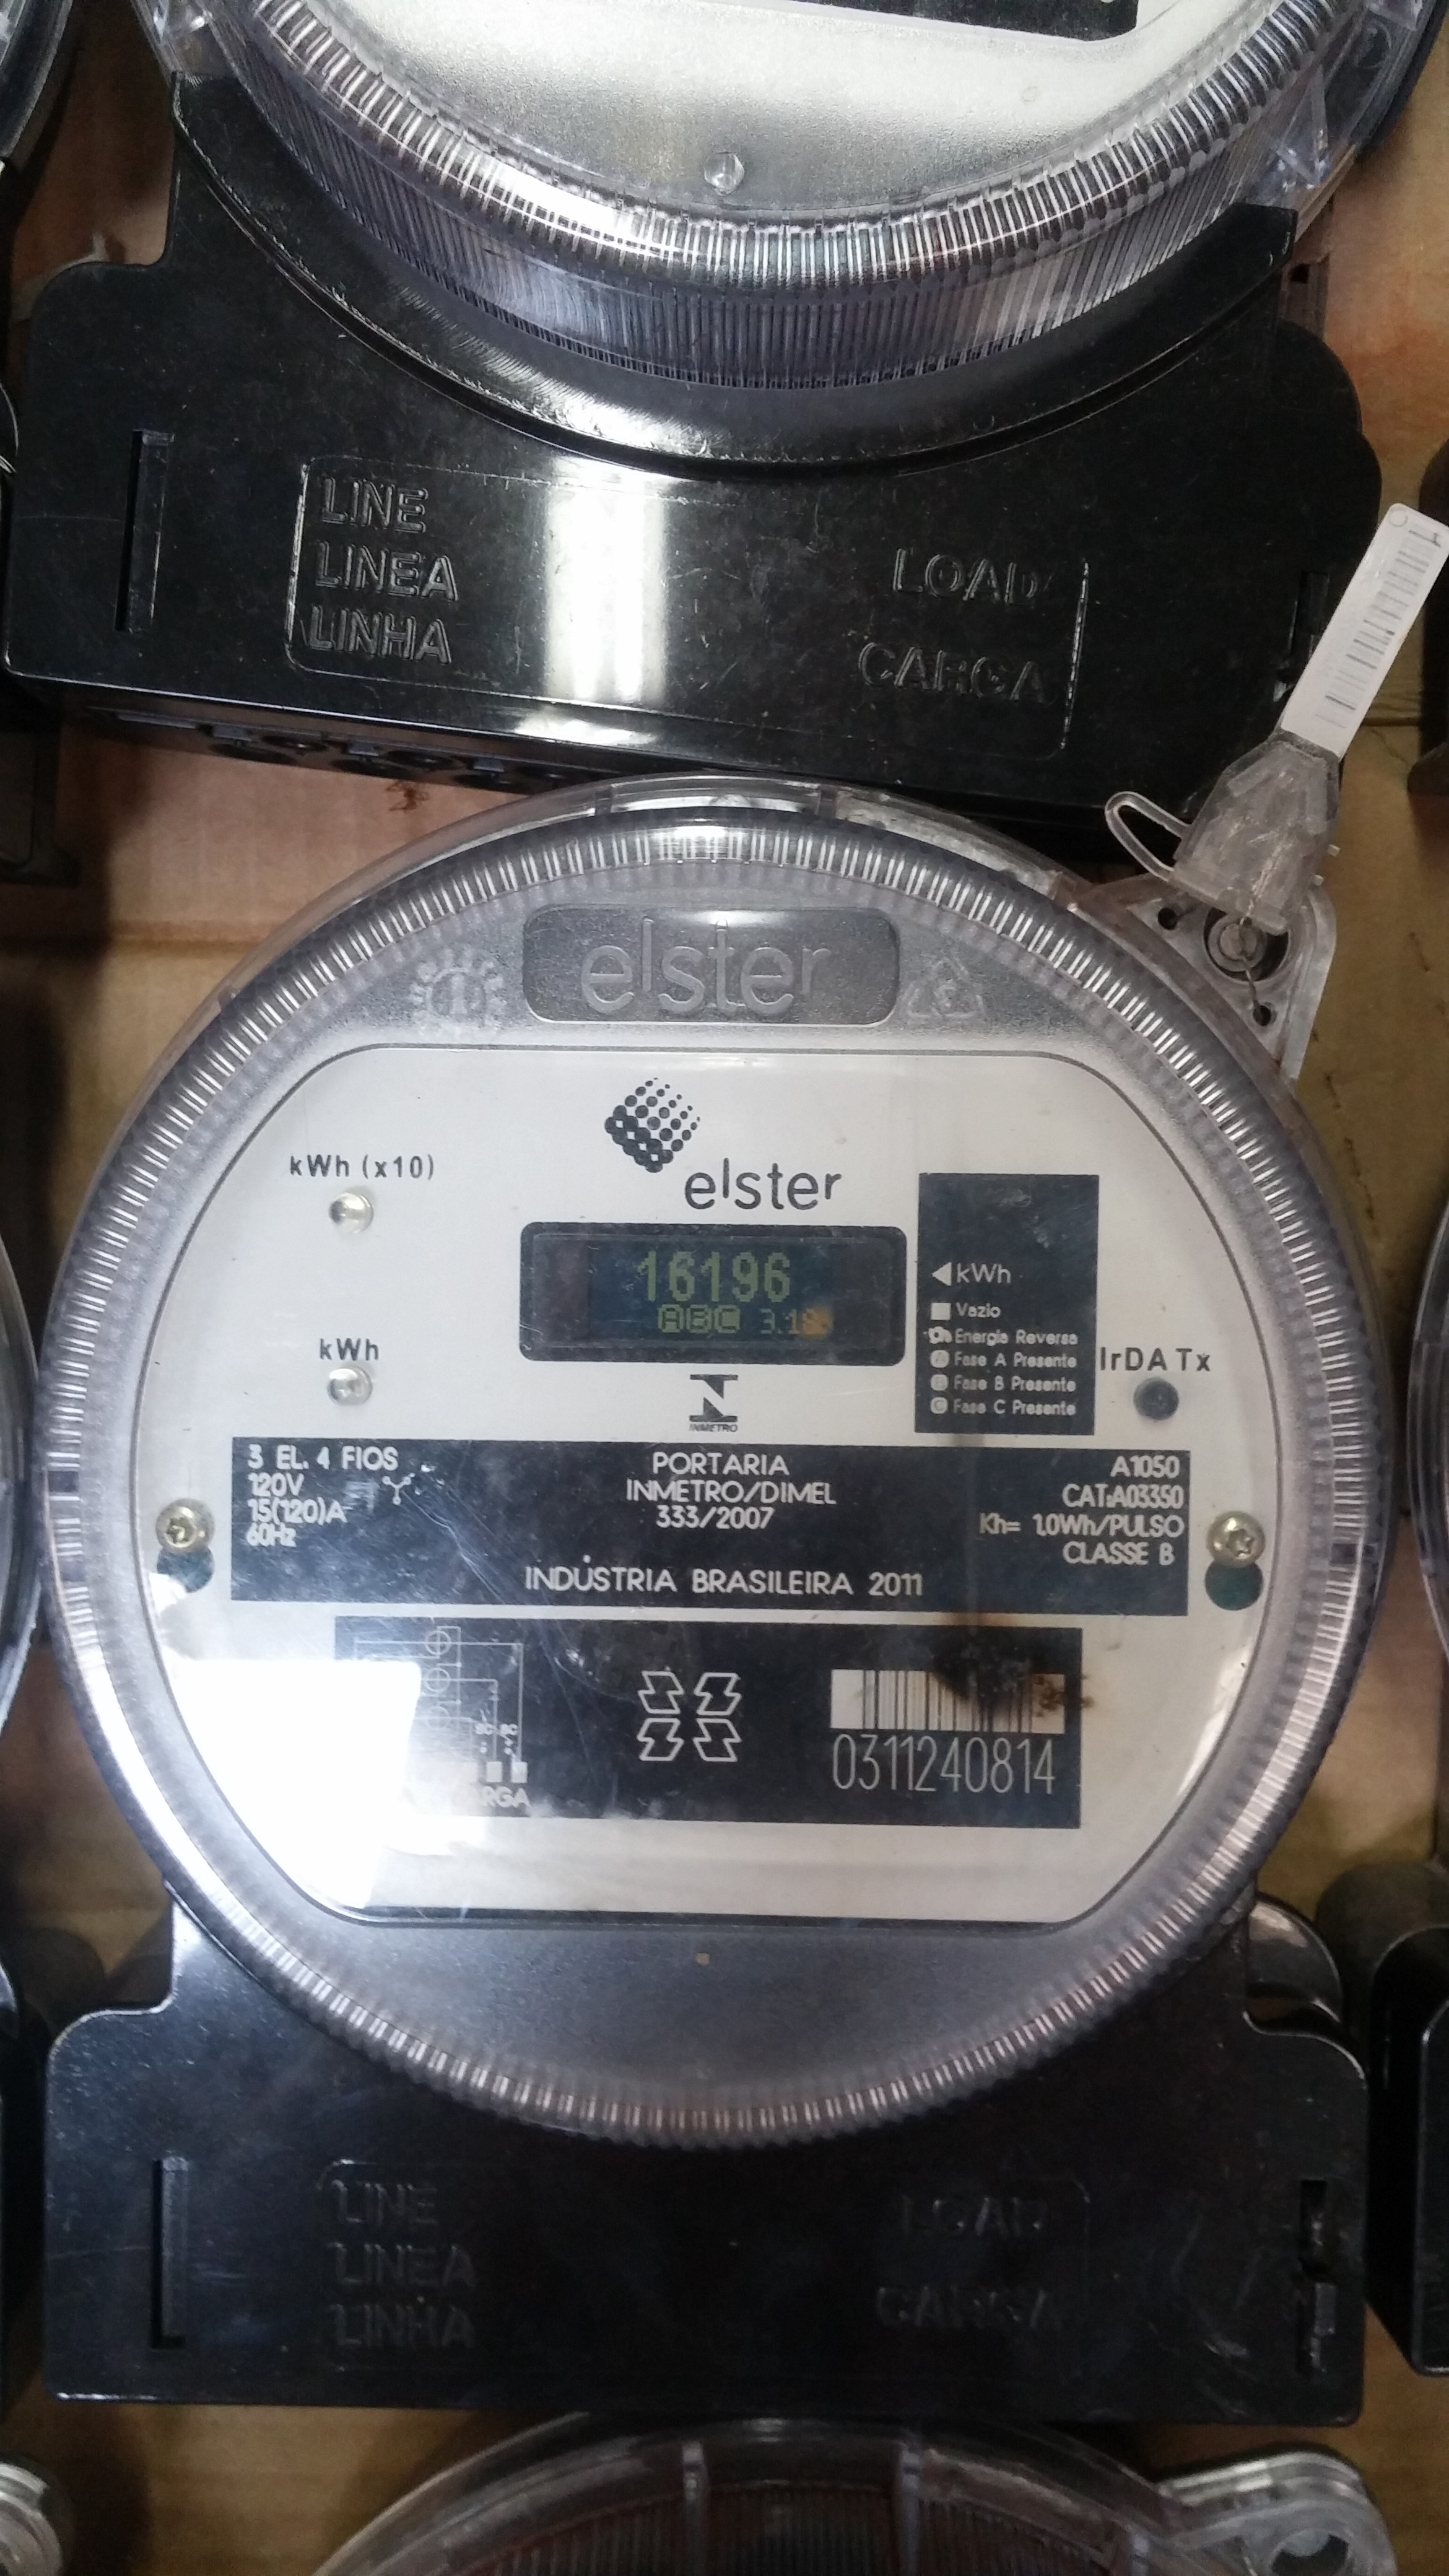 LINE
LINEA
LINHA
LOAD
CARGA
elster
elster
kWh (x10)
16196
ABC
kWh
kWh
Vazio
Energia Reversa
A Fase A Presente
B Fase B Presente
C Fase C Presente
IrDA Tx
INMETRO
3 EL. 4 FIOS
120V
15(120)A
60Hz
PORTARIA
INMETRO/DIMEL
333/2007
A1050
CAT:A03350
Kh= 1,0Wh/PULSO
CLASSE B
INDÚSTRIA BRASILEIRA 2011
0311240814
LINE
LINEA
LINHA
LOAD
CARGA